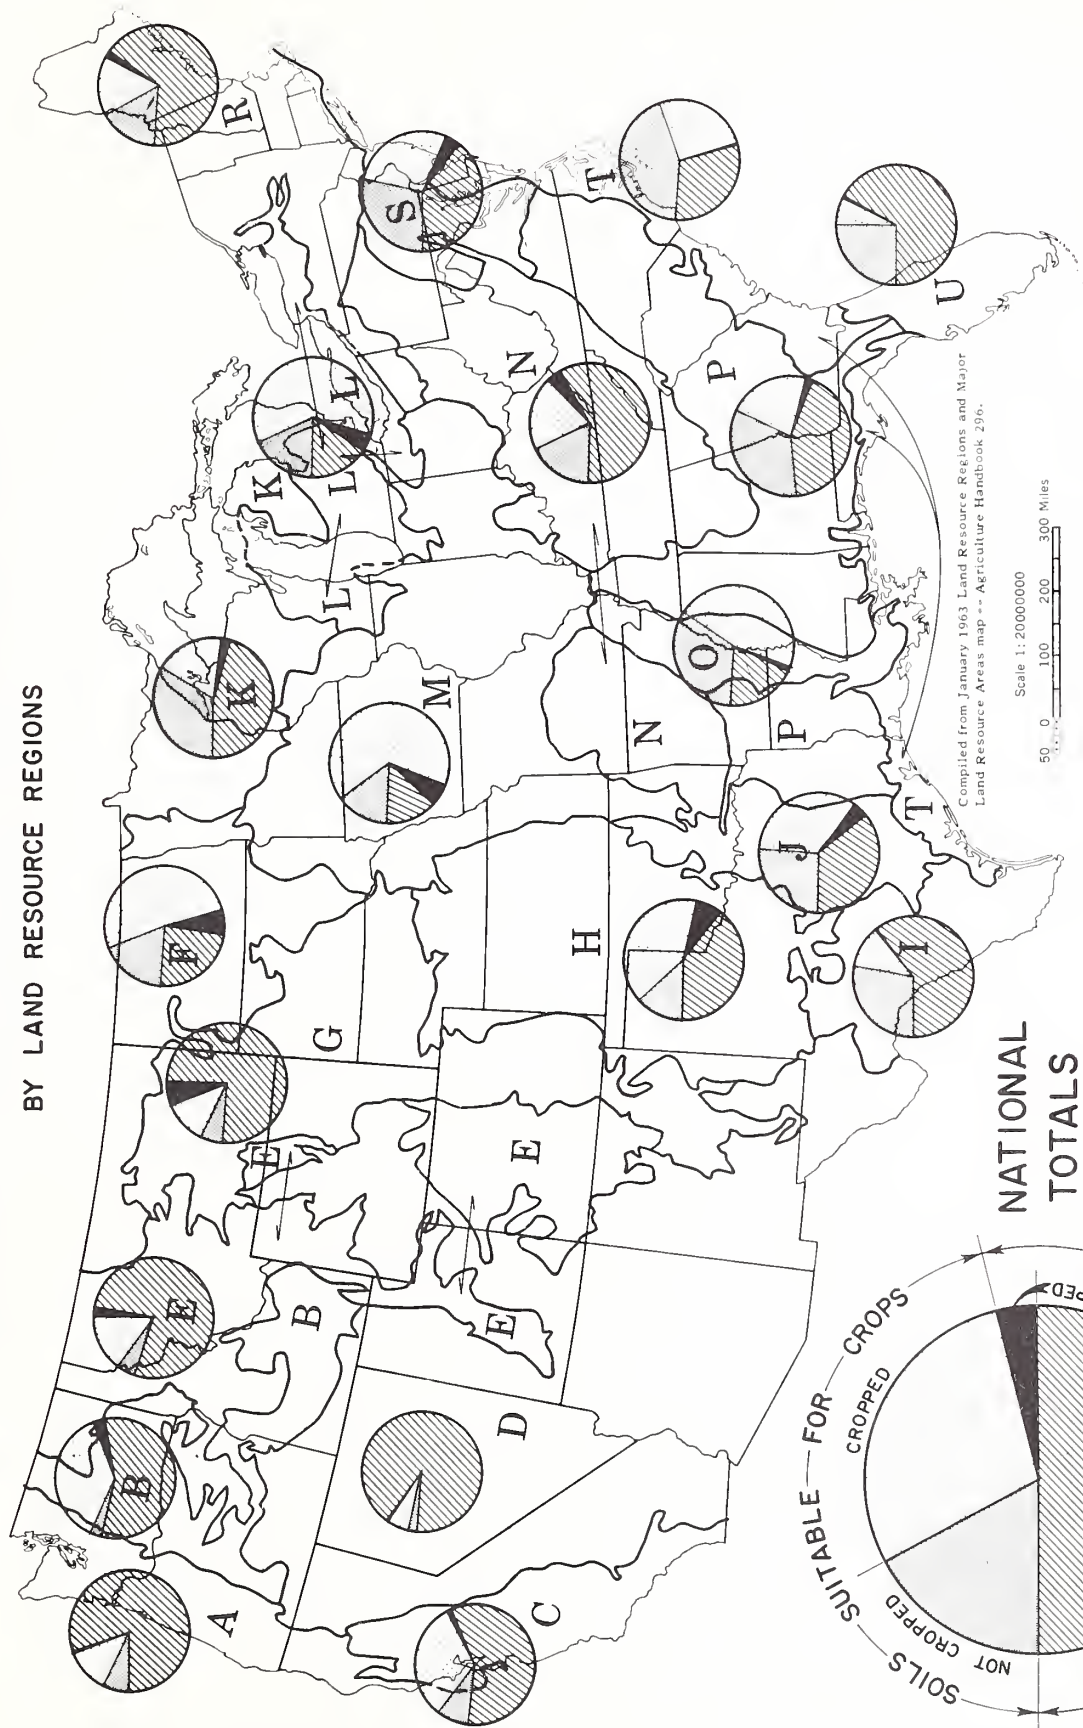 BY LAND RESOURCE REGIONS
R
S
T
U
L
K
L
L
K
N
P
M
O
N
P
F
G
H
J
T
I
E
E
E
E
B
B
D
A
C
Compiled from January 1963 Land Resource Regions and Major
Land Resource Areas map -- Agriculture Handbook 296.
Scale 1:20000000
50 0 100 200 300 Miles
NATIONAL
TOTALS
SOILS SUITABLE FOR CROPS
CROPPED
NOT CROPPED